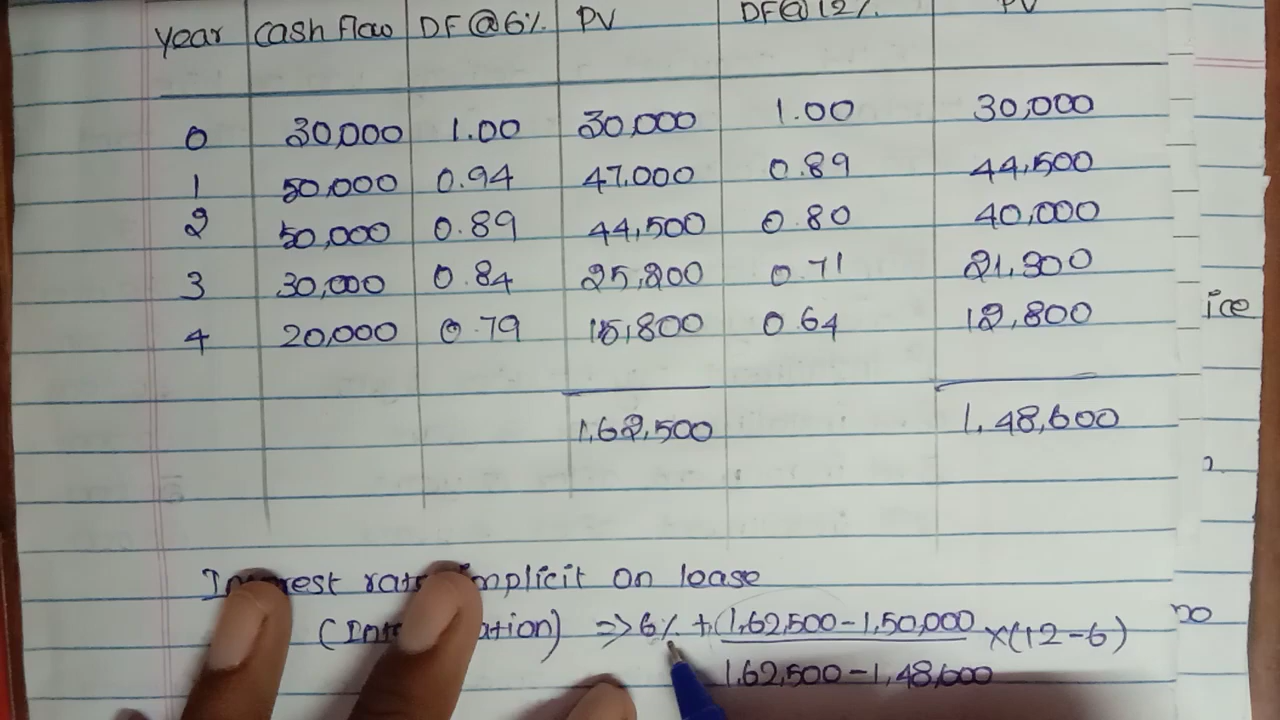 Year Cash flow DF@6% PV DF@12% PV
0 30,000 1.00 30,000 1.00 30,000
1 50,000 0.94 47,000 0.89 44,500
2 50,000 0.89 44,500 0.80 40,000
3 30,000 0.84 25,200 0.71 21,300
4 20,000 0.79 15,800 0.64 12,800
ice
1,62,500 1,48,600
2
rate implicit on lease
=> 6% + (1,62,500-1,50,000 x(12-6)
1,62,500-1,48,600